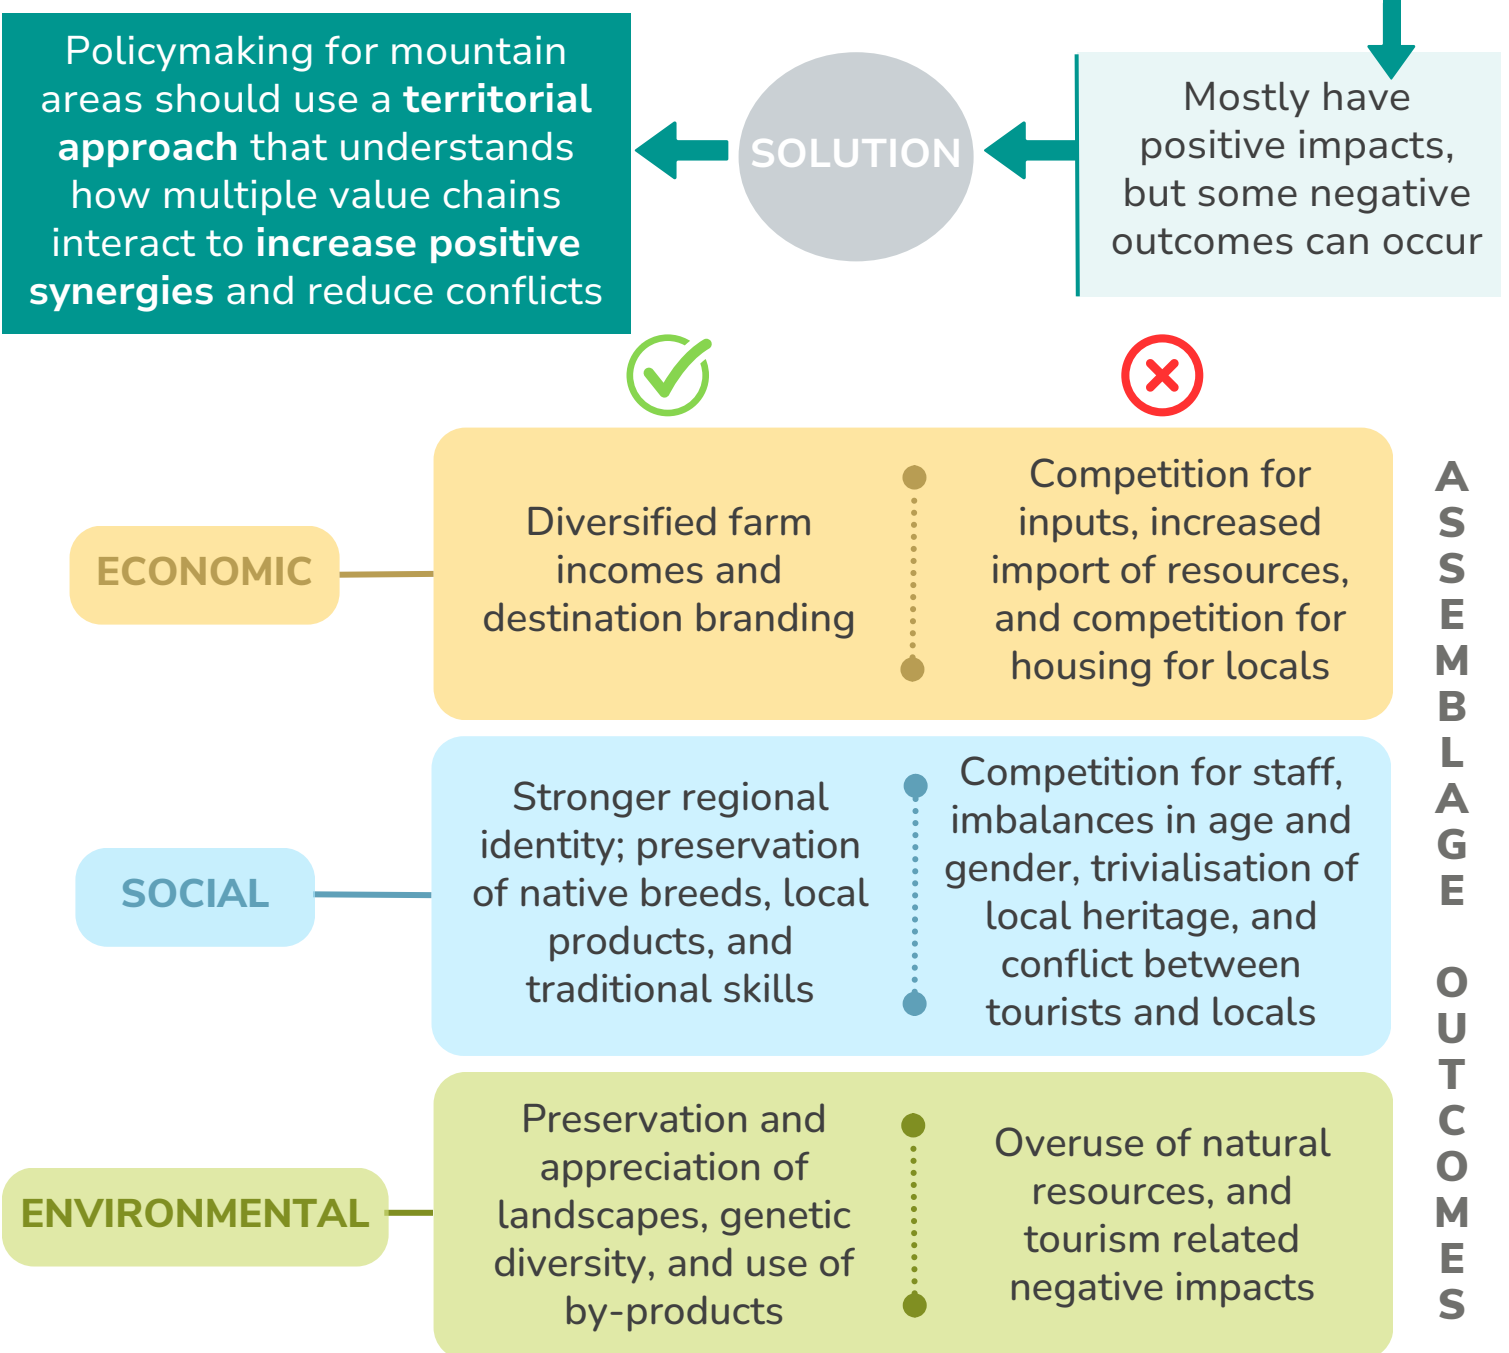 Policymaking for mountain
areas should use a territorial
approach that understands
how multiple value chains
interact to increase positive
synergies and reduce conflicts
SOLUTION
Mostly have
positive impacts,
but some negative
outcomes can occur
ECONOMIC
Diversified farm
incomes and
destination branding
Competition for
inputs, increased
import of resources,
and competition for
housing for locals
SOCIAL
Stronger regional
identity; preservation
of native breeds, local
products, and
traditional skills
Competition for staff,
imbalances in age and
gender, trivialisation of
local heritage, and
conflict between
tourists and locals
ENVIRONMENTAL
Preservation and
appreciation of
landscapes, genetic
diversity, and use of
by-products
Overuse of natural
resources, and
tourism related
negative impacts
ASSEMBLAGE OUTCOMES